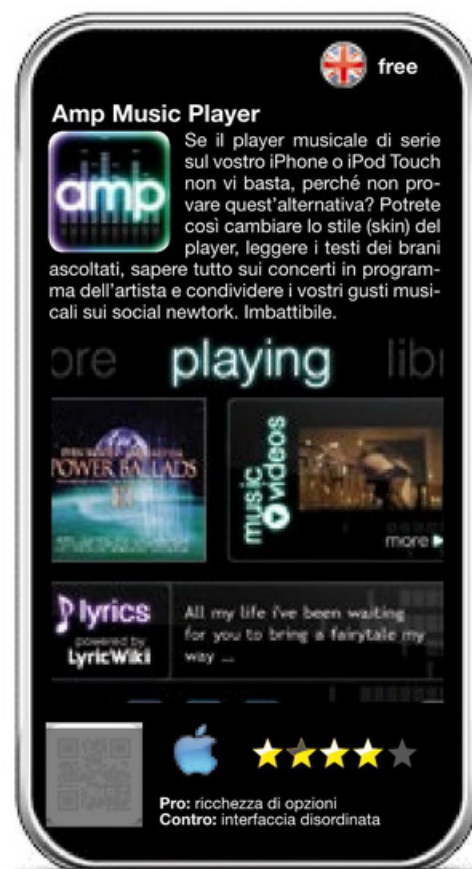 free
Amp Music Player
amp
Se il player musicale di serie
sul vostro iPhone o iPod Touch
non vi basta, perché non pro-
vare quest'alternativa? Potrete
così cambiare lo stile (skin) del
player, leggere i testi dei brani
ascoltati, sapere tutto sui concerti in program-
ma dell'artista e condividere i vostri gusti musi-
cali sui social newtork. Imbattibile.
ore playing libr
POWER BALLADS
music
videos
more
lyrics
powered by
LyricWiki
All my life i've been waiting
for you to bring a fairytale my
way ...
Pro: ricchezza di opzioni
Contro: interfaccia disordinata